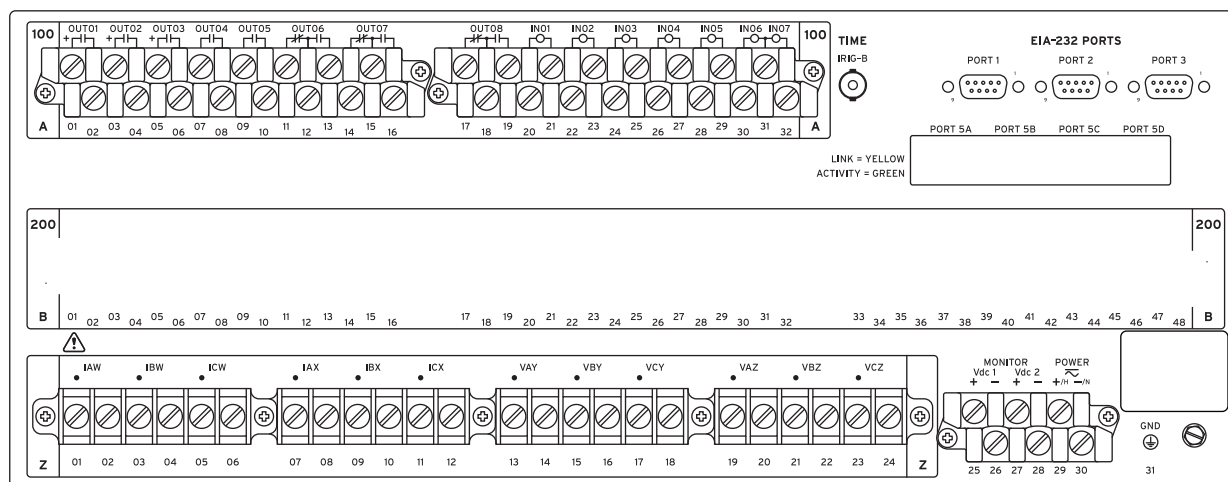 100 OUT01 OUT02 OUT03 OUT04 OUT05 OUT06 OUT07 OUT08 IN01 IN02 IN03 IN04 IN05 IN06 IN07 100
+ + +
A 01 02 03 04 05 06 07 08 09 10 11 12 13 14 15 16 17 18 19 20 21 22 23 24 25 26 27 28 29 30 31 32 A
TIME
IRIG-B
EIA-232 PORTS
PORT 1 PORT 2 PORT 3
PORT 5A PORT 5B PORT 5C PORT 5D
LINK = YELLOW
ACTIVITY = GREEN
200 200
B 01 02 03 04 05 06 07 08 09 10 11 12 13 14 15 16 17 18 19 20 21 22 23 24 25 26 27 28 29 30 31 32 33 34 35 36 37 38 39 40 41 42 43 44 45 46 47 48 B
IAW IBW ICW IAX IBX ICX VAY VBY VCY VAZ VBZ VCZ
Z 01 02 03 04 05 06 07 08 09 10 11 12 13 14 15 16 17 18 19 20 21 22 23 24 Z
MONITOR POWER
Vdc 1 Vdc 2
+ − + − +/H −/N
25 26 27 28 29 30
GND
31